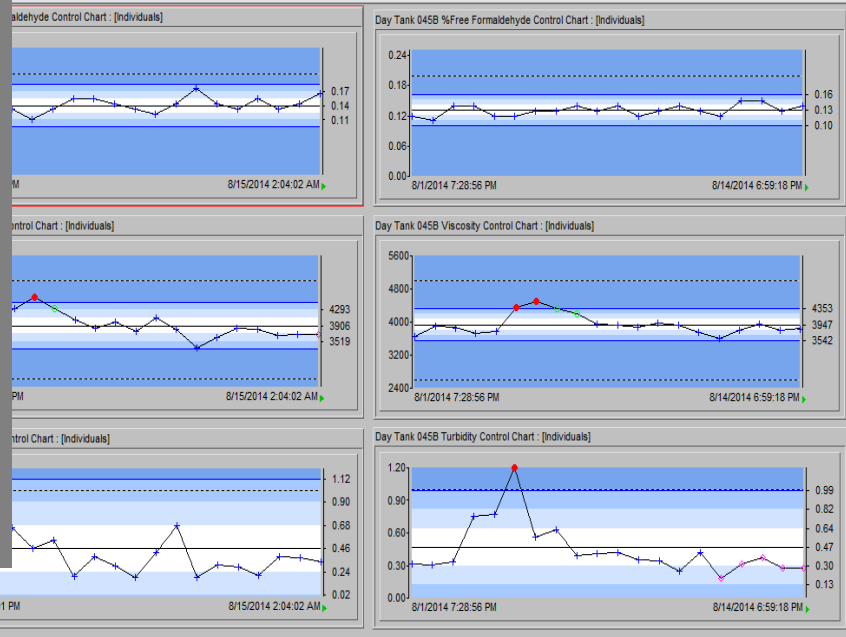 aldehyde Control Chart : [Individuals]
0.17
0.14
0.11
PM
8/15/2014 2:04:02 AM
Day Tank 045B %Free Formaldehyde Control Chart : [Individuals]
0.24
0.18
0.12
0.06
0.00
0.16
0.13
0.10
8/1/2014 7:28:56 PM
8/14/2014 6:59:18 PM
ontrol Chart : [Individuals]
4293
3906
3519
PM
8/15/2014 2:04:02 AM
Day Tank 045B Viscosity Control Chart : [Individuals]
5600
4800
4000
3200
2400
4353
3947
3542
8/1/2014 7:28:56 PM
8/14/2014 6:59:18 PM
ntrol Chart : [Individuals]
1.12
0.90
0.68
0.46
0.24
0.02
1 PM
8/15/2014 2:04:02 AM
Day Tank 045B Turbidity Control Chart : [Individuals]
1.20
0.90
0.60
0.30
0.00
0.99
0.82
0.64
0.47
0.30
0.13
8/1/2014 7:28:56 PM
8/14/2014 6:59:18 PM